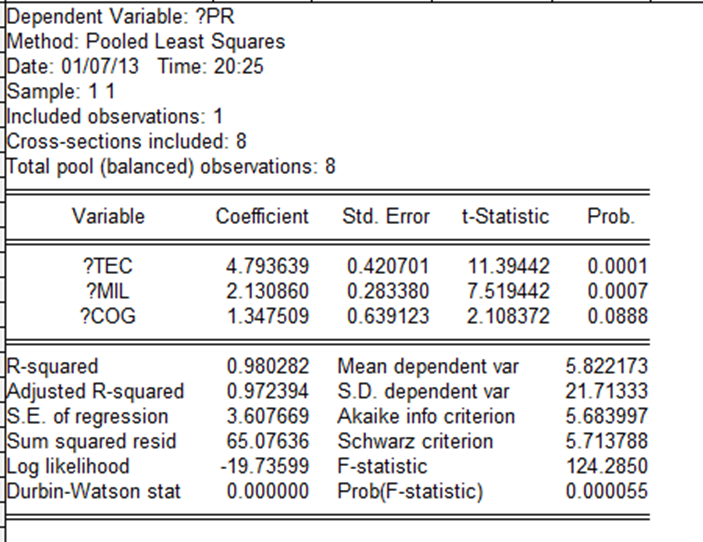 Dependent Variable: ?PR
Method: Pooled Least Squares
Date: 01/07/13 Time: 20:25
Sample: 1 1
Included observations: 1
Cross-sections included: 8
Total pool (balanced) observations: 8
Variable Coefficient Std. Error t-Statistic Prob.
?TEC 4.793639 0.420701 11.39442 0.0001
?MIL 2.130860 0.283380 7.519442 0.0007
?COG 1.347509 0.639123 2.108372 0.0888
R-squared 0.980282 Mean dependent var 5.822173
Adjusted R-squared 0.972394 S.D. dependent var 21.71333
S.E. of regression 3.607669 Akaike info criterion 5.683997
Sum squared resid 65.07636 Schwarz criterion 5.713788
Log likelihood -19.73599 F-statistic 124.2850
Durbin-Watson stat 0.000000 Prob(F-statistic) 0.000055